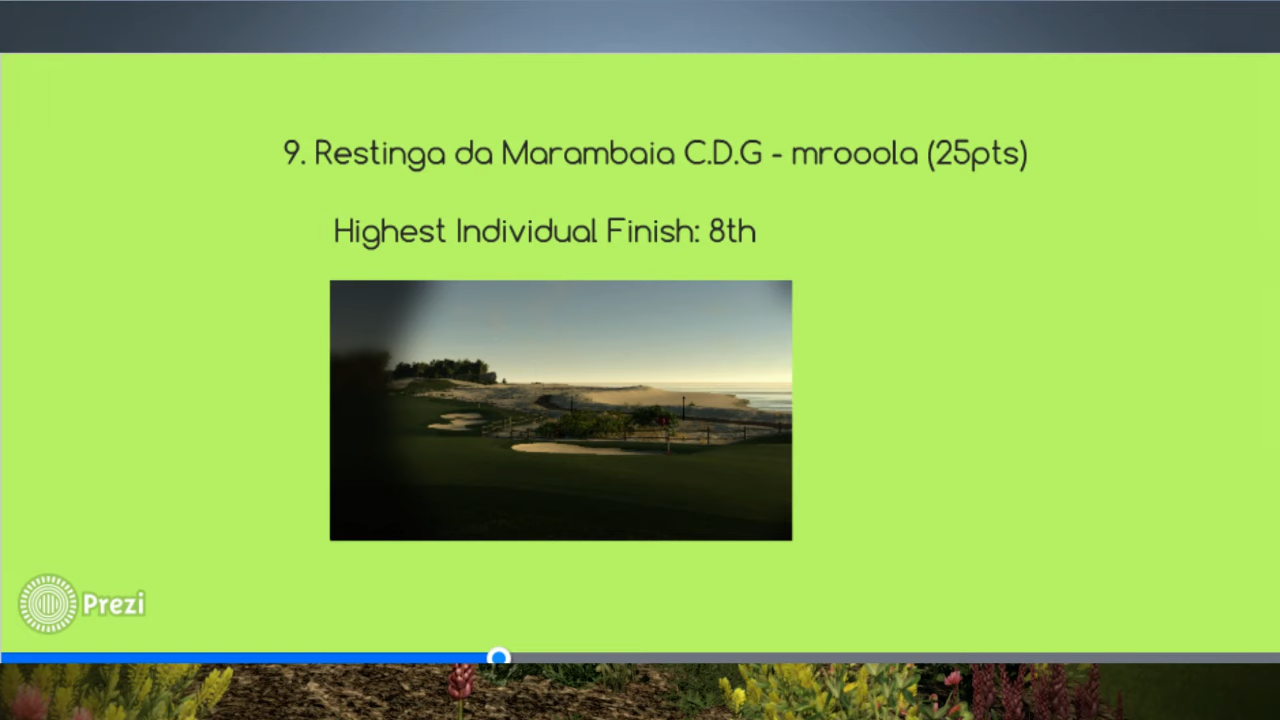 9. Restinga da Marambaia C.D.G - mrooola (25pts)
Highest Individual Finish: 8th
Prezi